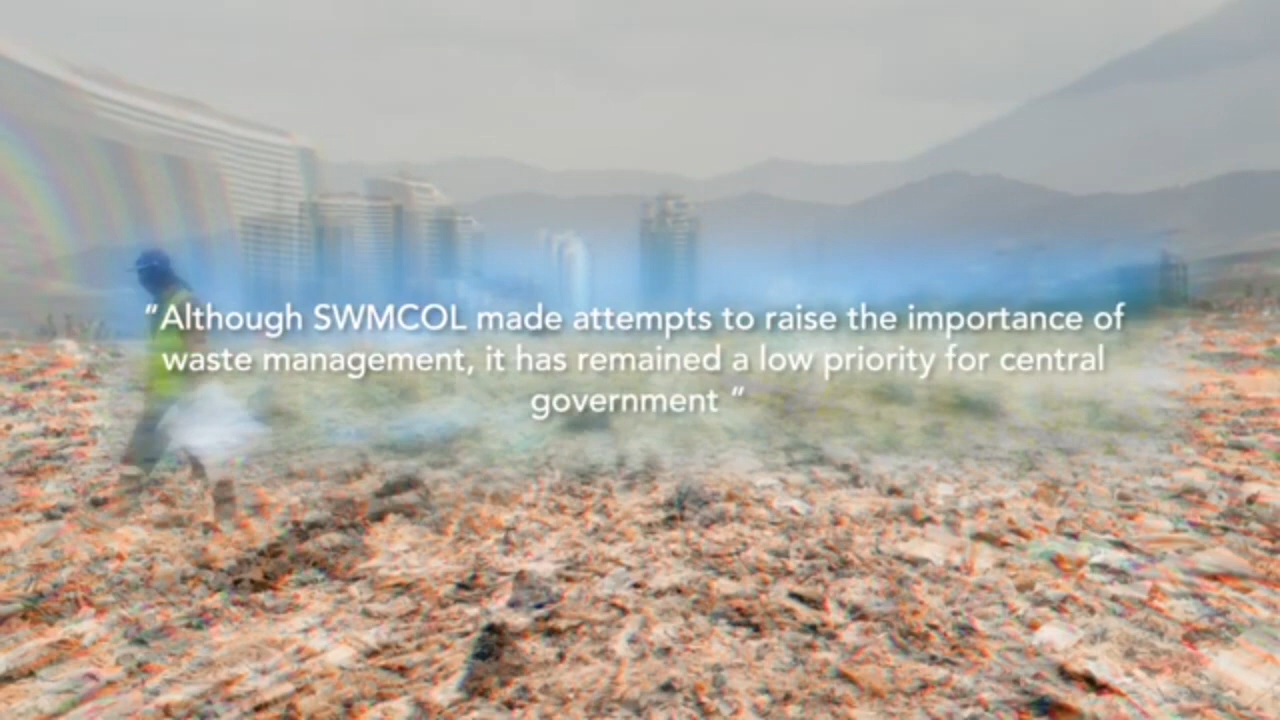 “Although SWMCOL made attempts to raise the importance of
waste management, it has remained a low priority for central
government ”